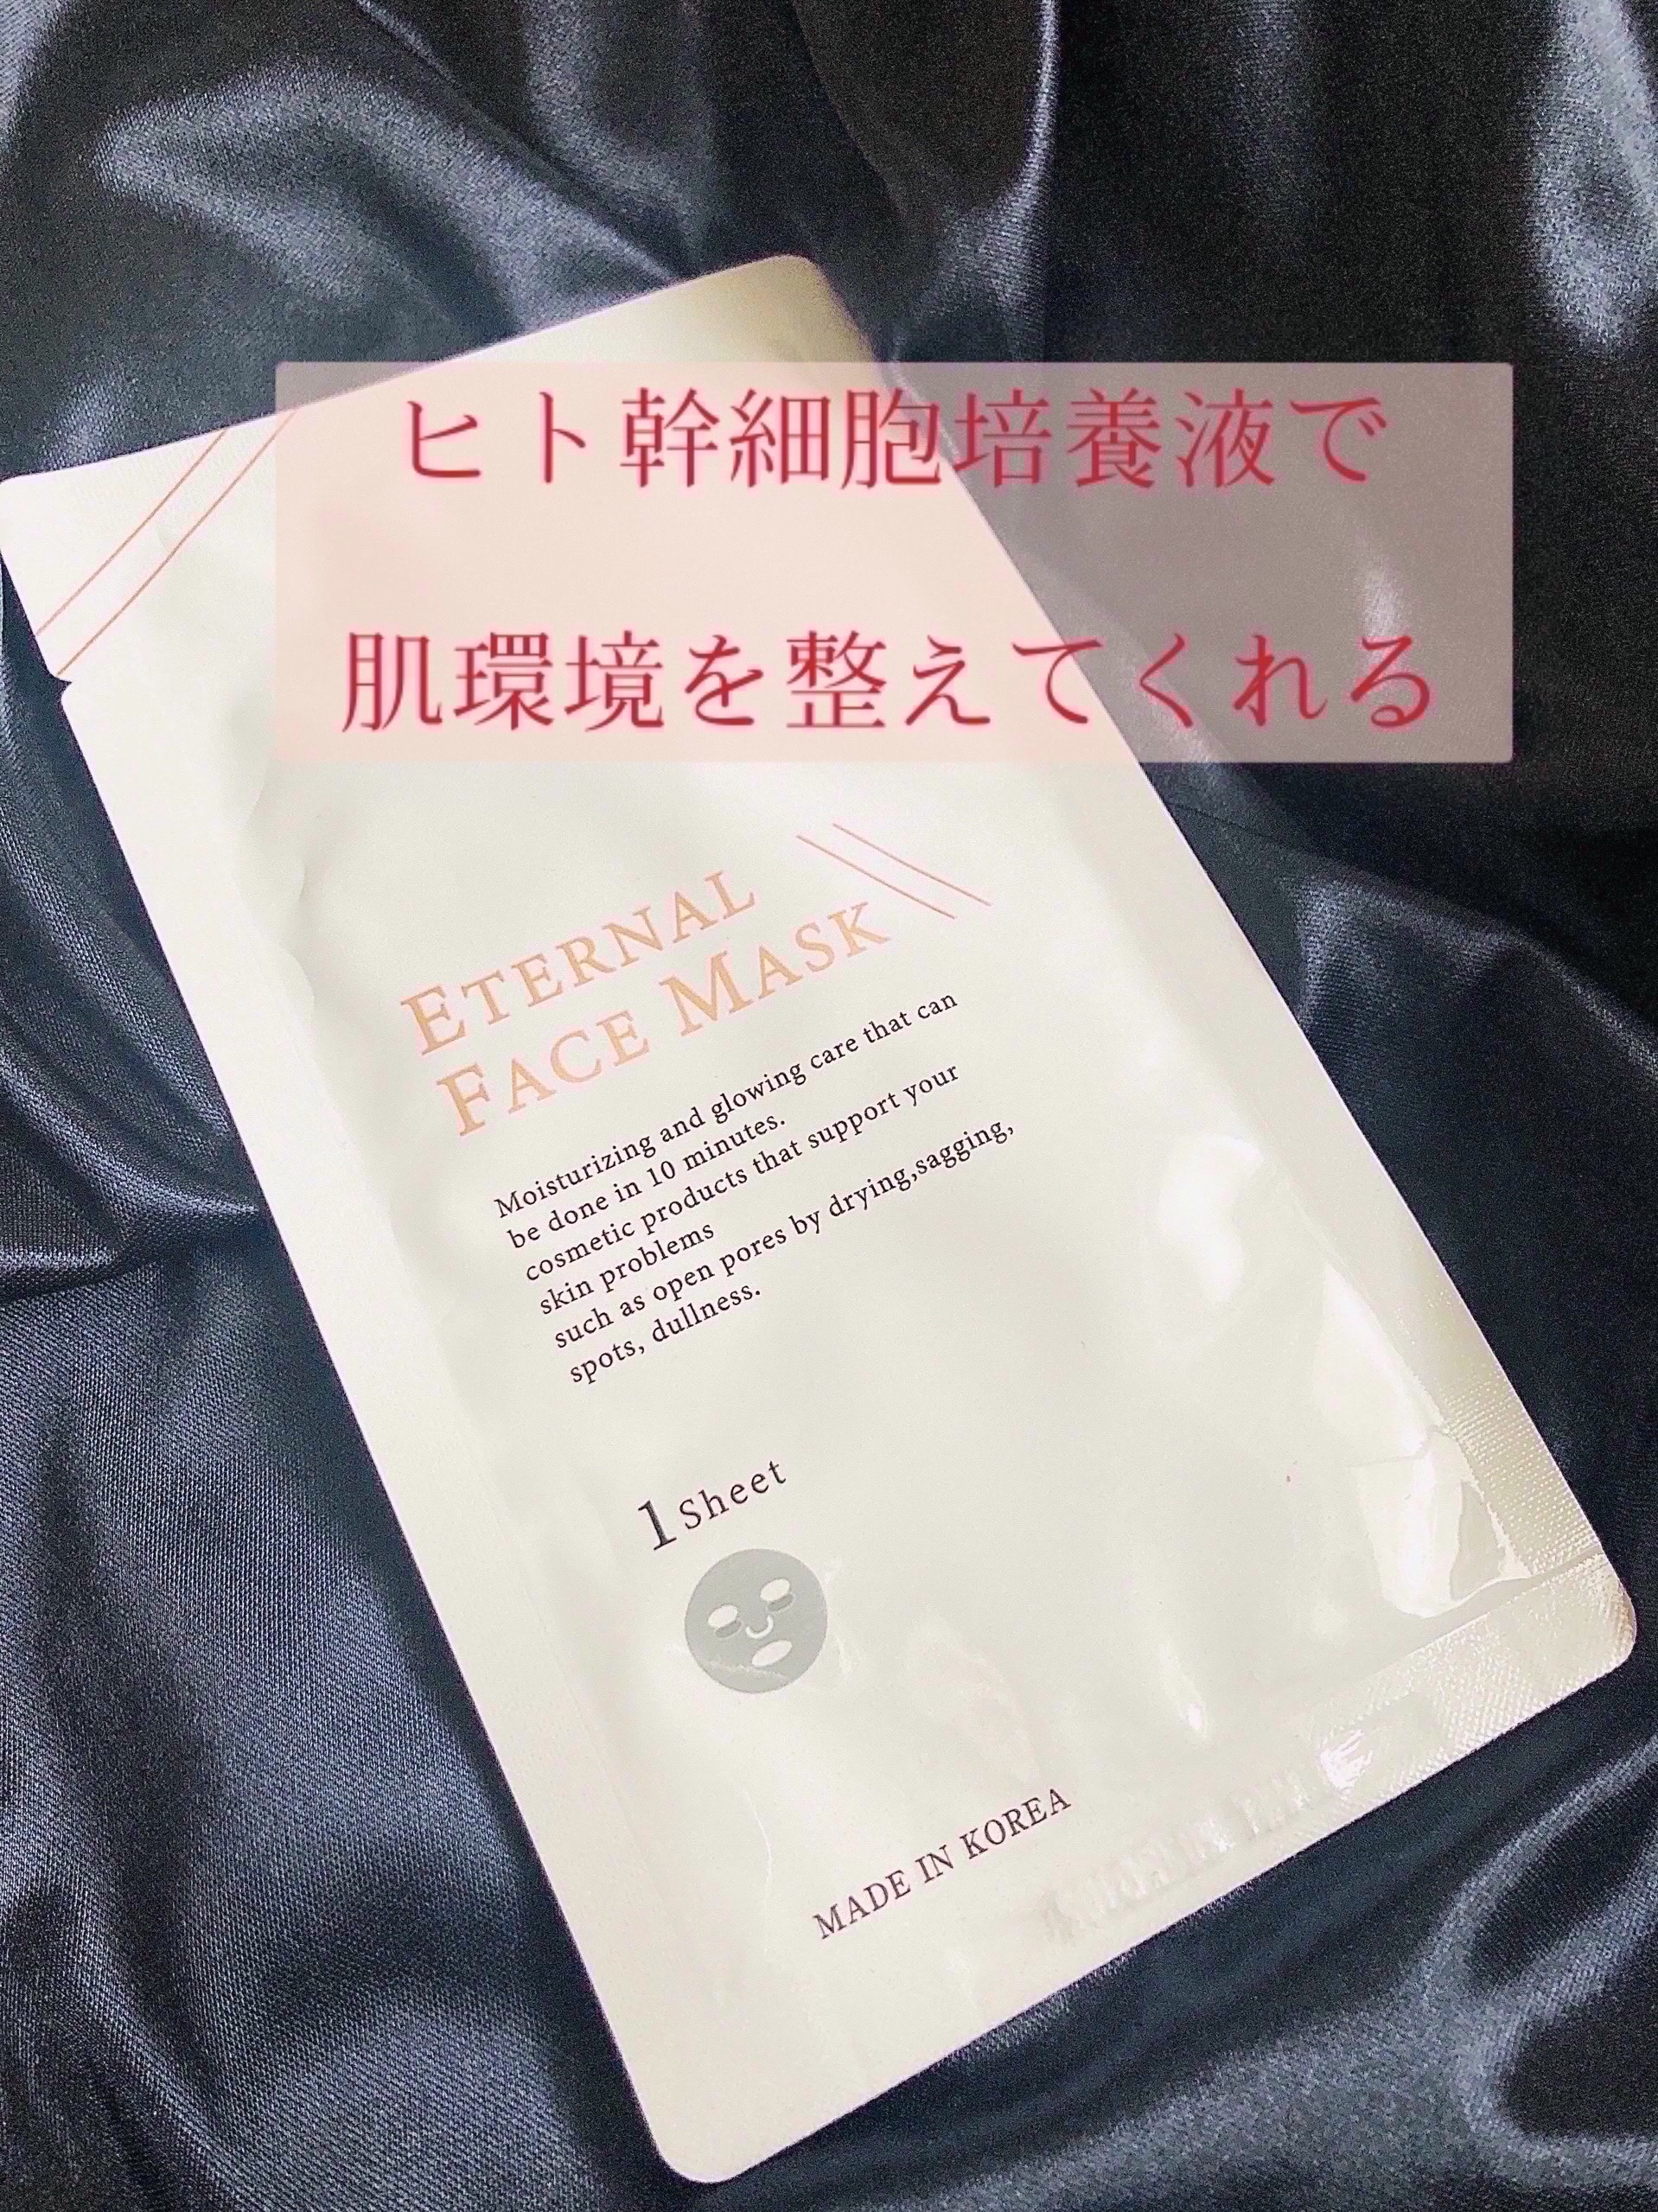 ヒト幹細胞培養液で
肌環境を整えてくれる
ETERNAL
FACE MASK
Moisturizing and glowing care that can
be done in 10 minutes.
cosmetic products that support your
skin problems
such as open pores by drying,sagging,
spots, dullness.
1 Sheet
MADE IN KOREA